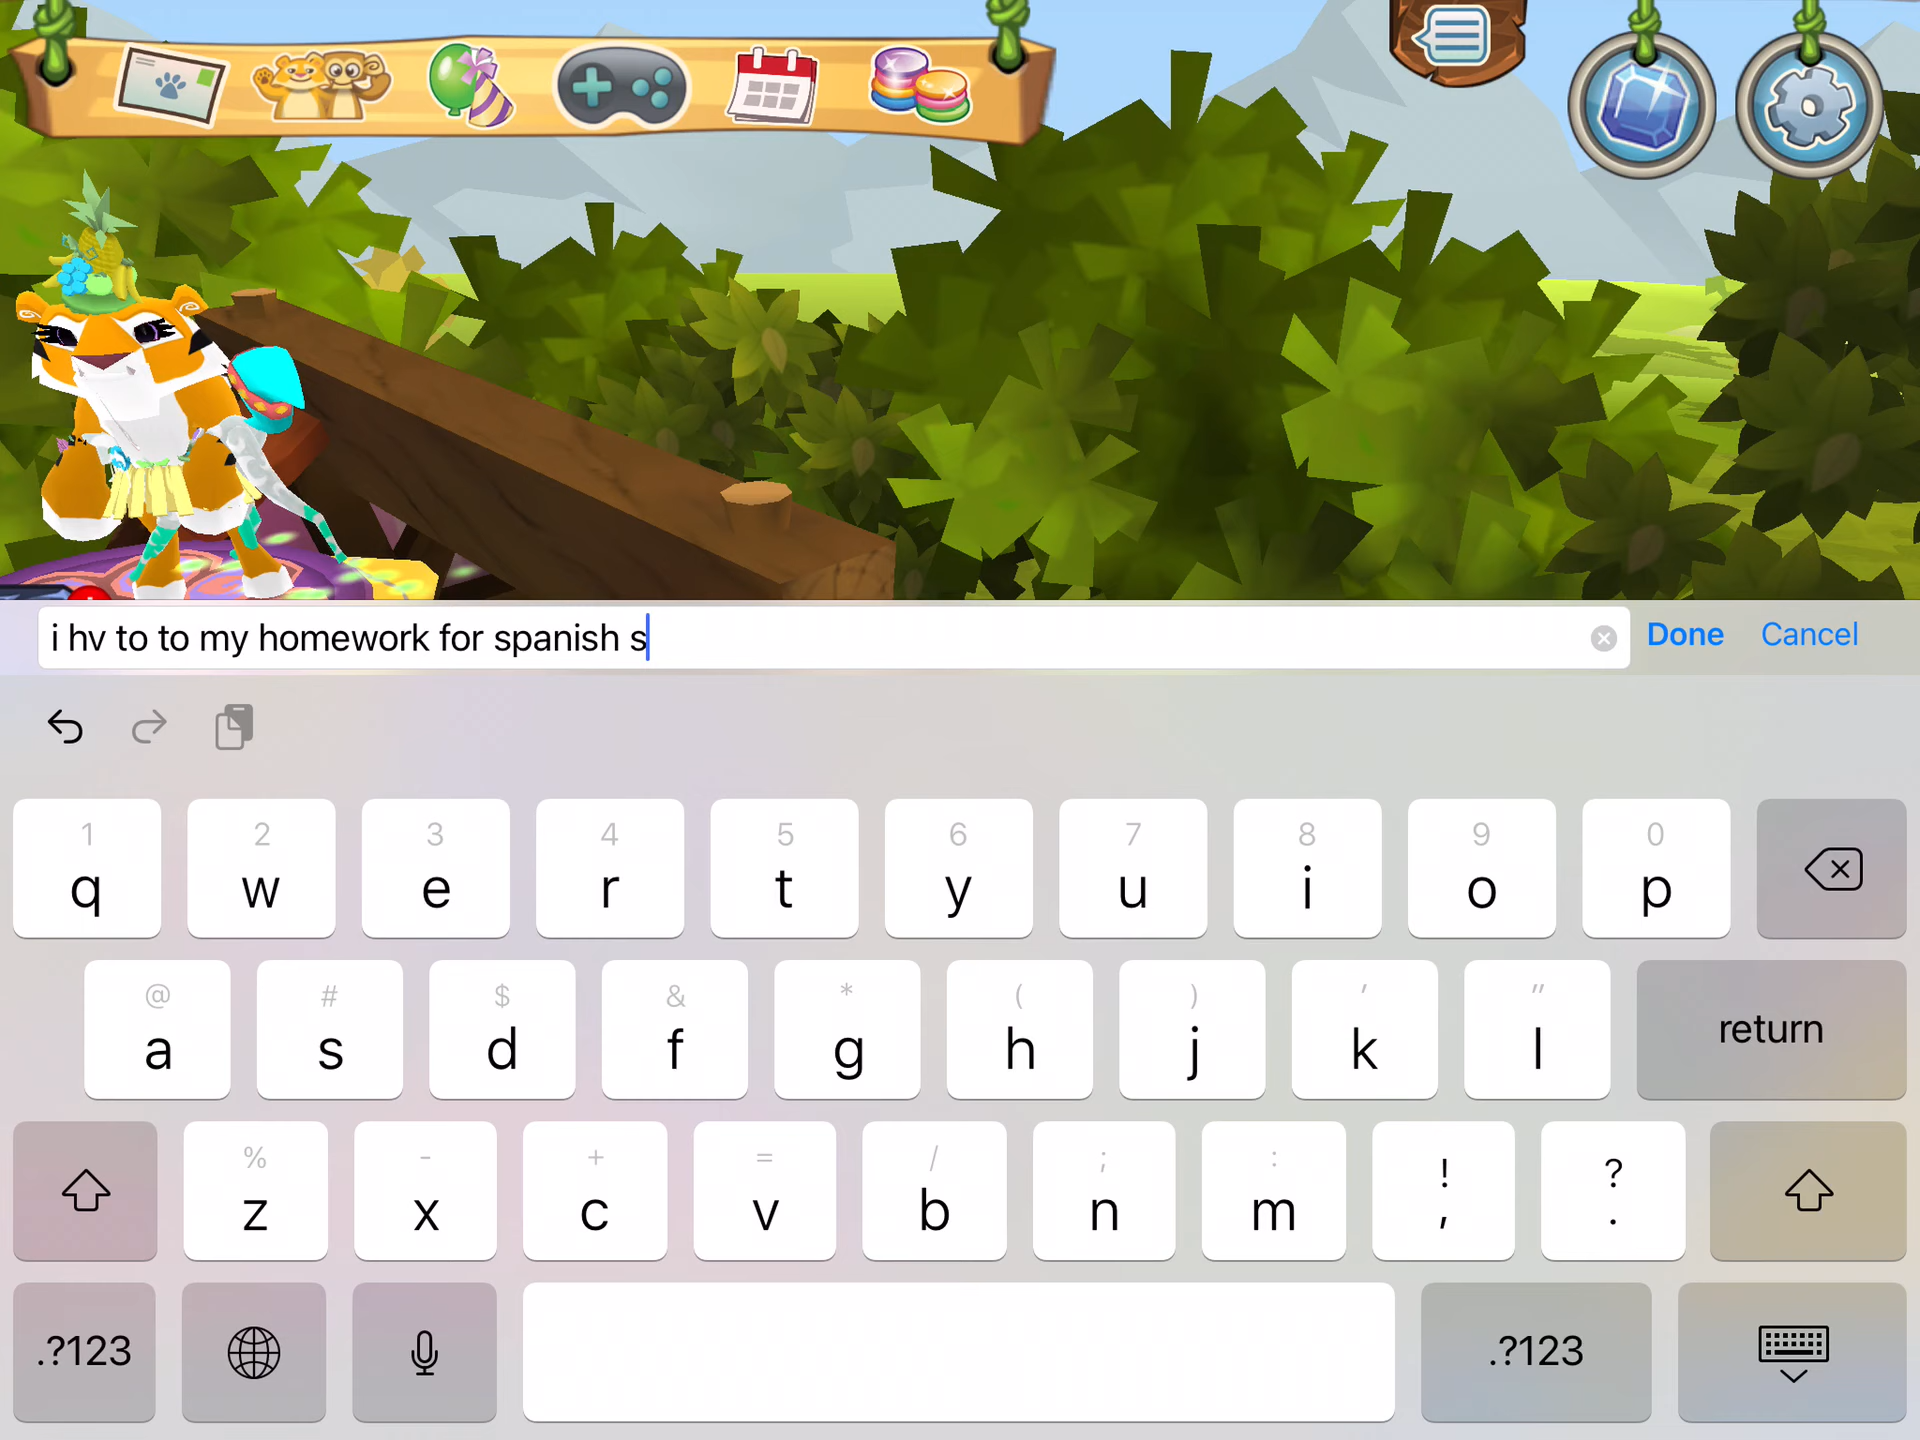 i hv to to my homework for spanish s
Done
Cancel
1 2 3 4 5 6 7 8 9 0
q w e r t y u i o p
@ # $ & * ( ) ' "
a s d f g h j k l
return
% - + = / ; : ! ?
z x c v b n m , .
.?123
.?123